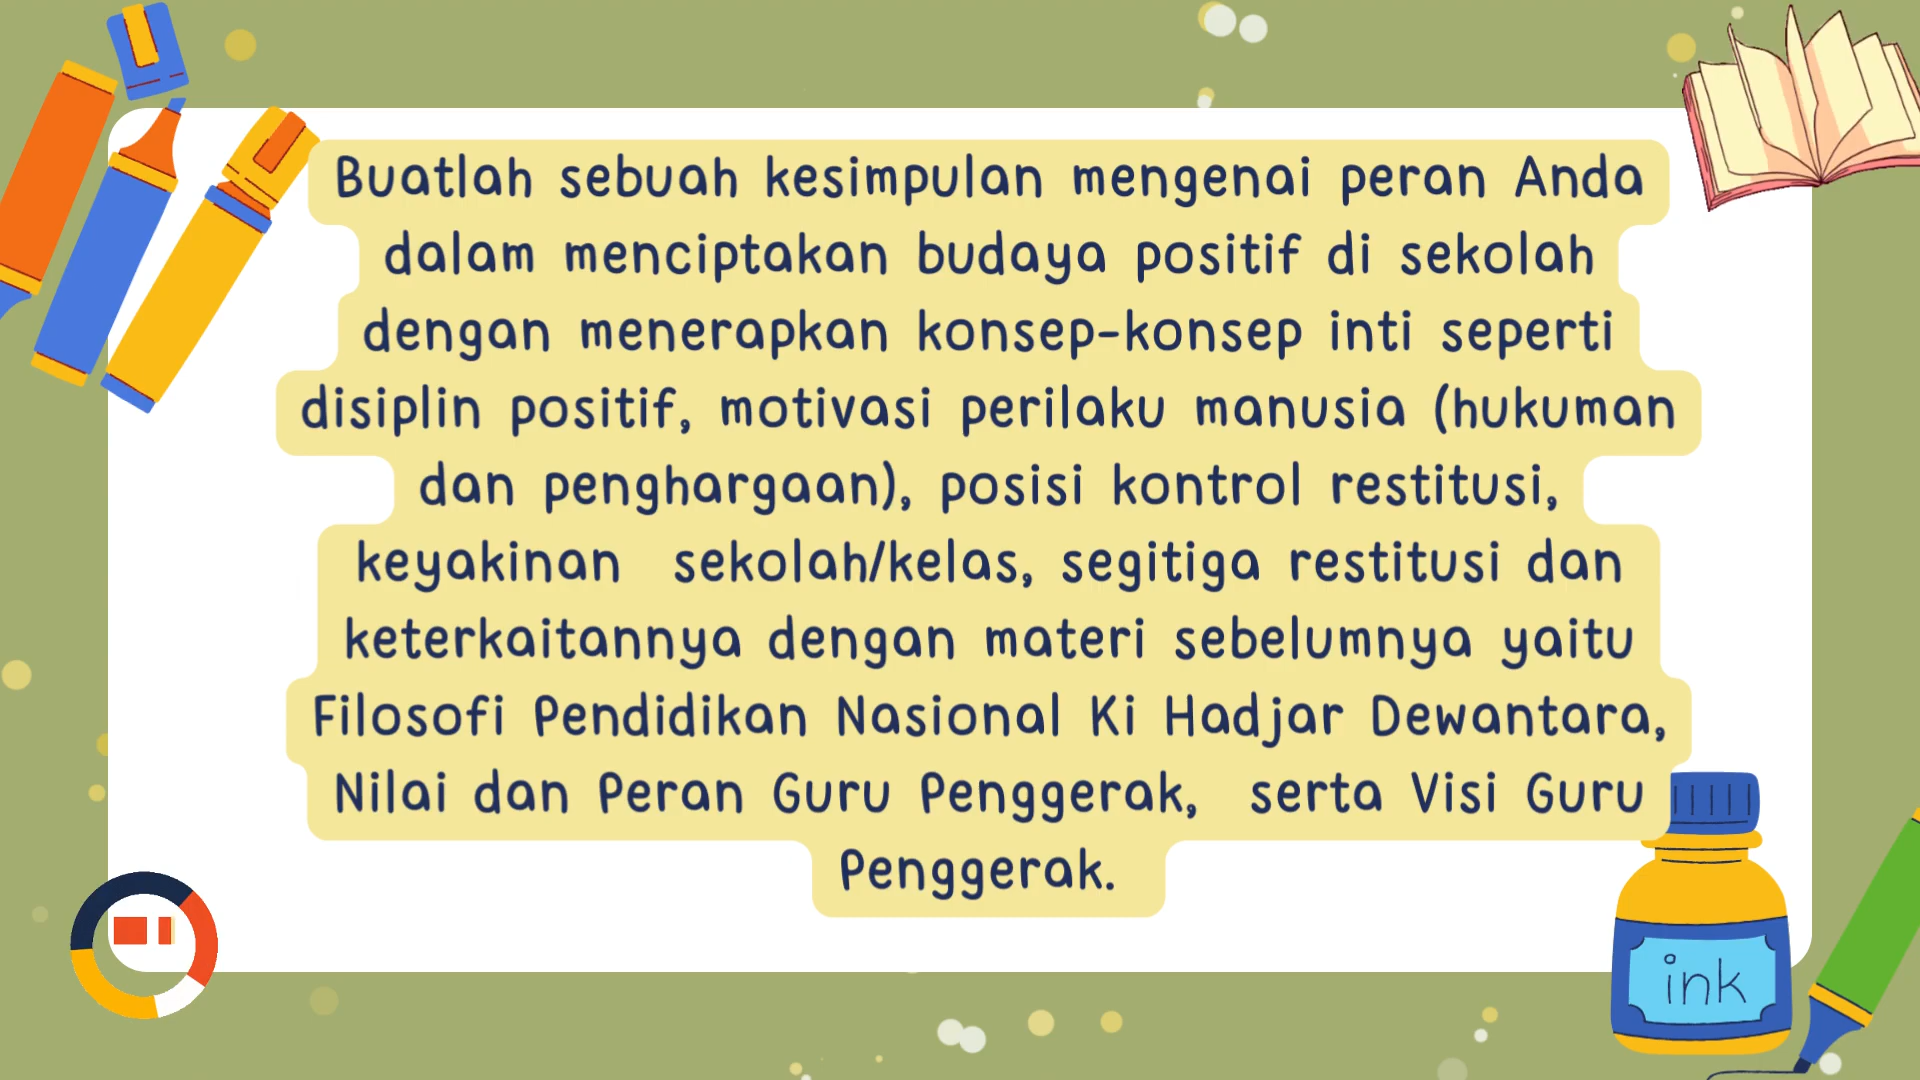 Buatlah sebuah kesimpulan mengenai peran Anda
dalam menciptakan budaya positif di sekolah
dengan menerapkan konsep-konsep inti seperti
disiplin positif, motivasi perilaku manusia (hukuman
dan penghargaan), posisi kontrol restitusi,
keyakinan sekolah/kelas, segitiga restitusi dan
keterkaitannya dengan materi sebelumnya yaitu
Filosofi Pendidikan Nasional Ki Hadjar Dewantara,
Nilai dan Peran Guru Penggerak, serta Visi Guru
Penggerak.
ink